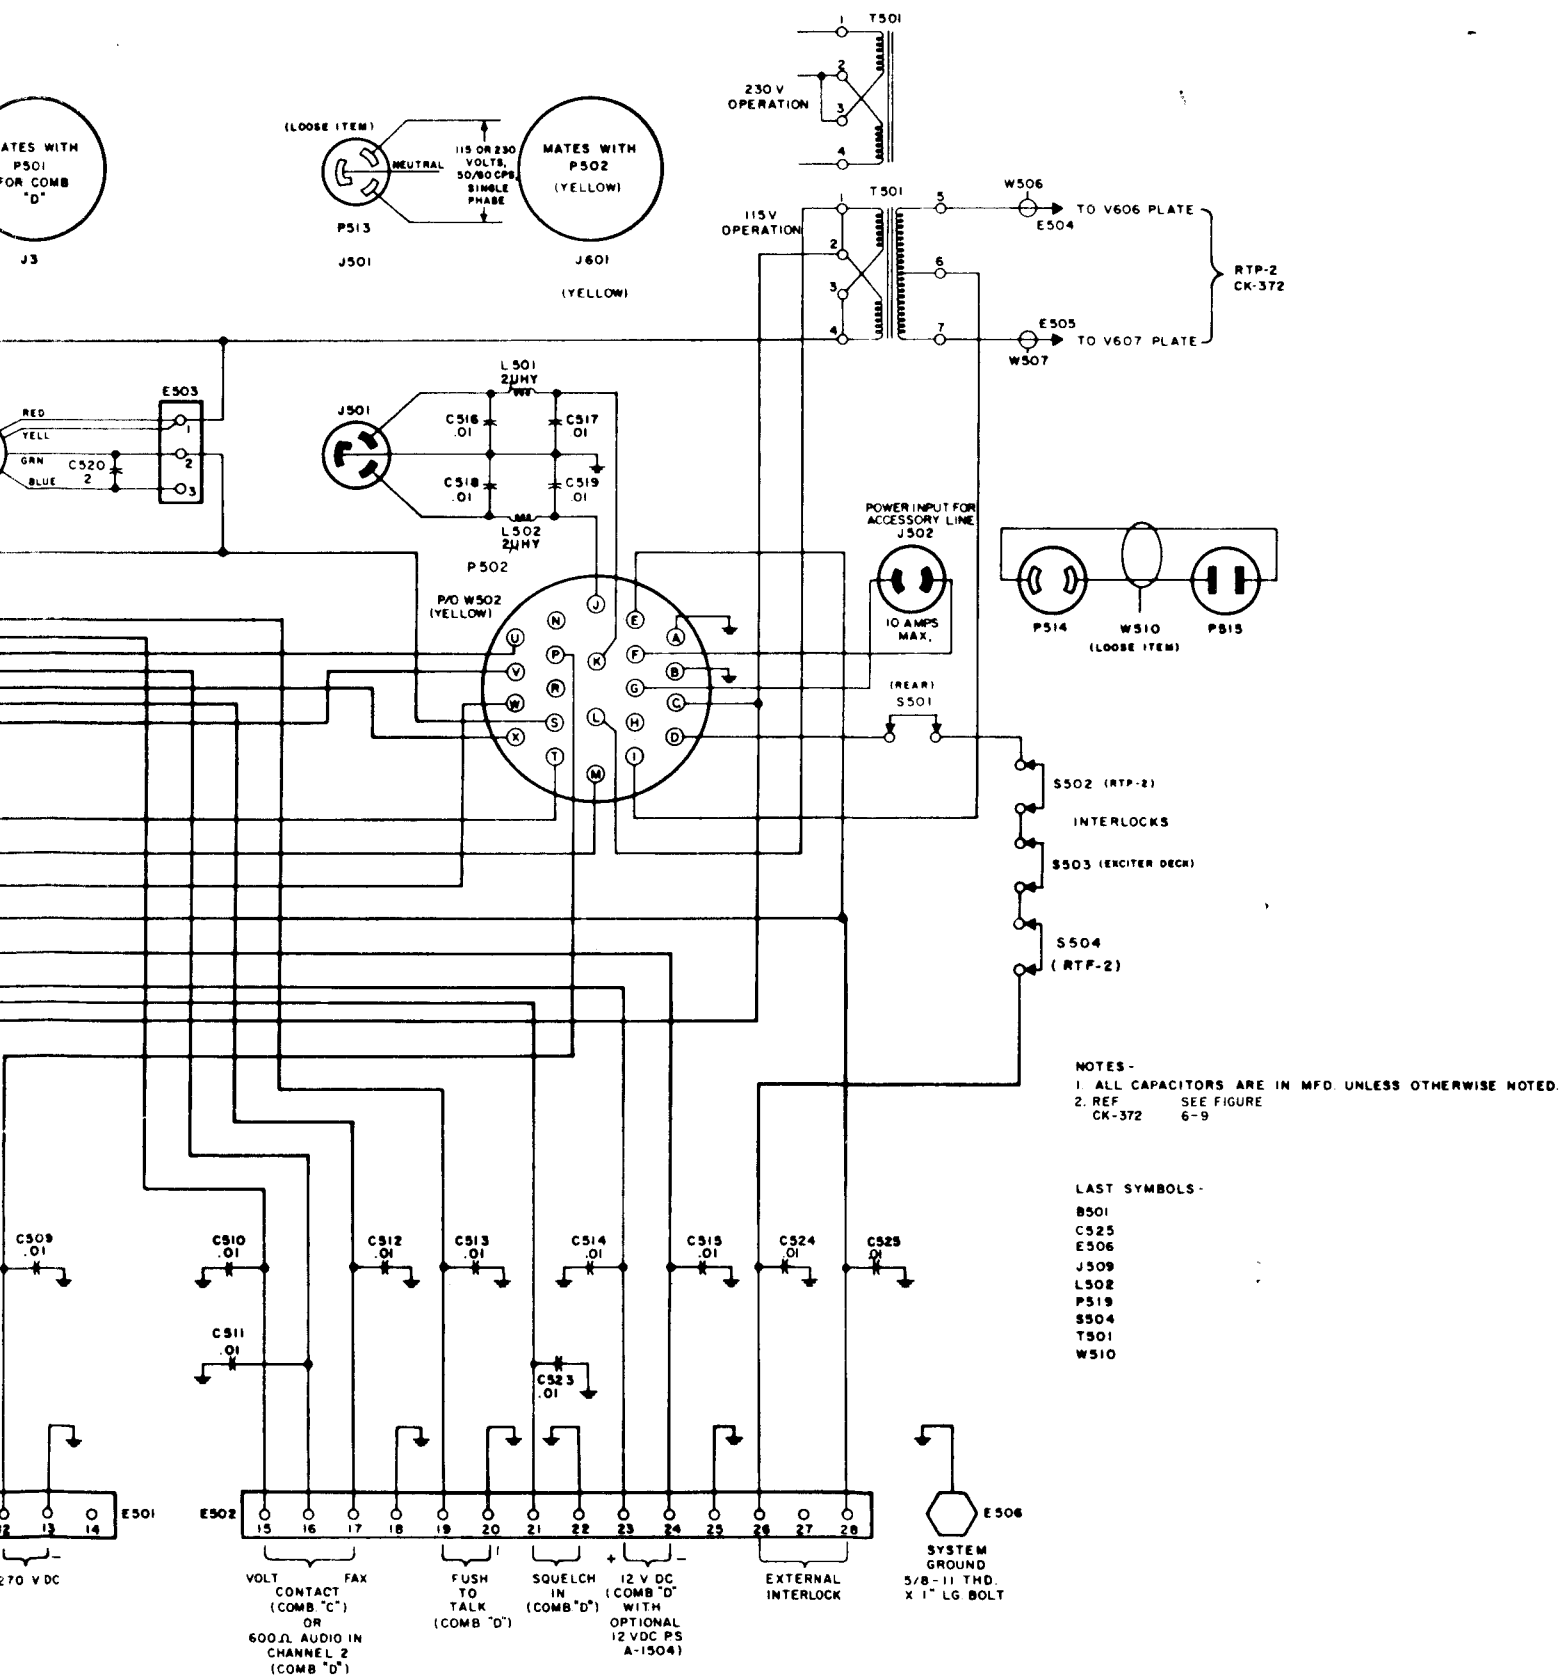 1
T501
2
230 V
OPERATION
3
4
ATES WITH
P501
FOR COMB
"D"
J3
(LOOSE ITEM)
NEUTRAL
115 OR 230
VOLTS,
50/60 CPS,
SINGLE
PHASE
P513
J501
MATES WITH
P502
(YELLOW)
J601
(YELLOW)
T501
115V
OPERATION
1
2
3
4
5
6
7
W506
E504
TO V606 PLATE
E505
W507
TO V607 PLATE
RTP-2
CK-372
E503
RED
YELL
GRN
BLUE
C520
2
1
2
3
J501
L501
2UHY
C516
.01
C517
.01
C518
.01
C519
.01
L502
2UHY
P502
P/O W502
(YELLOW)
J
N
E
U
A
P
K
F
V
B
R
G
W
C
L
S
H
X
D
T
I
M
POWER INPUT FOR
ACCESSORY LINE
J502
10 AMPS
MAX.
P514
W510
P515
(LOOSE ITEM)
(REAR)
S501
S502 (RTP-2)
INTERLOCKS
S503 (EXCITER DECK)
S504
(RTF-2)
NOTES-
1. ALL CAPACITORS ARE IN MFD. UNLESS OTHERWISE NOTED.
2. REF SEE FIGURE
CK-372 6-9
LAST SYMBOLS-
B501
C525
E506
J509
L502
P519
S504
T501
W510
C509
.01
C510
.01
C512
.01
C513
.01
C514
.01
C515
.01
C524
.01
C525
.01
C511
.01
C523
.01
E501
12 13 14
E502
15 16 17 18 19 20 21 22 23 24 25 26 27 28
E506
-
270 V DC
VOLT FAX
CONTACT
(COMB. "C")
OR
600Ω AUDIO IN
CHANNEL 2
(COMB "D")
PUSH
TO
TALK
(COMB "D")
SQUELCH
IN
(COMB "D")
+ -
12 V DC
(COMB "D"
WITH
OPTIONAL
12 VDC PS
A-1504)
EXTERNAL
INTERLOCK
SYSTEM
GROUND
5/8-11 THD.
X 1" LG. BOLT